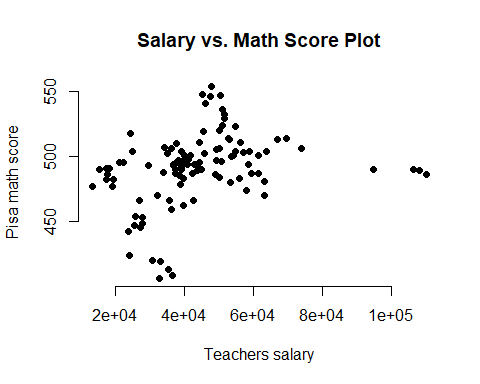 Salary vs. Math Score Plot
Pisa math score
550
500
450
2e+04 4e+04 6e+04 8e+04 1e+05
Teachers salary